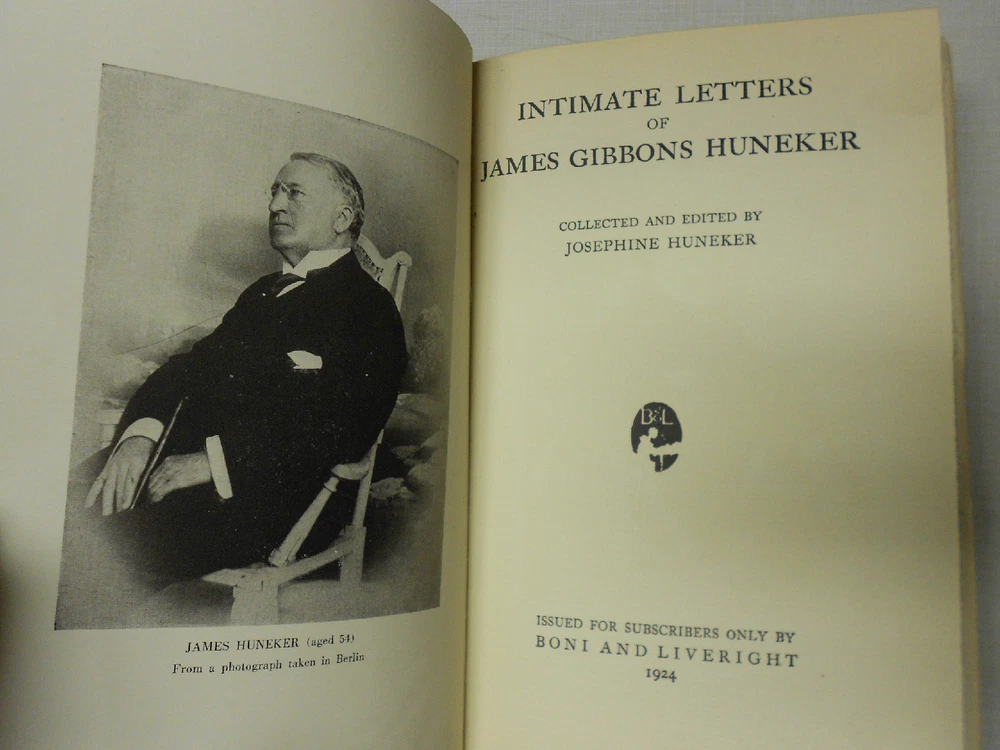 JAMES HUNEKER (aged 54)
From a photograph taken in Berlin
INTIMATE LETTERS
OF
JAMES GIBBONS HUNEKER
COLLECTED AND EDITED BY
JOSEPHINE HUNEKER
B&L
ISSUED FOR SUBSCRIBERS ONLY BY
BONI AND LIVERIGHT
1924